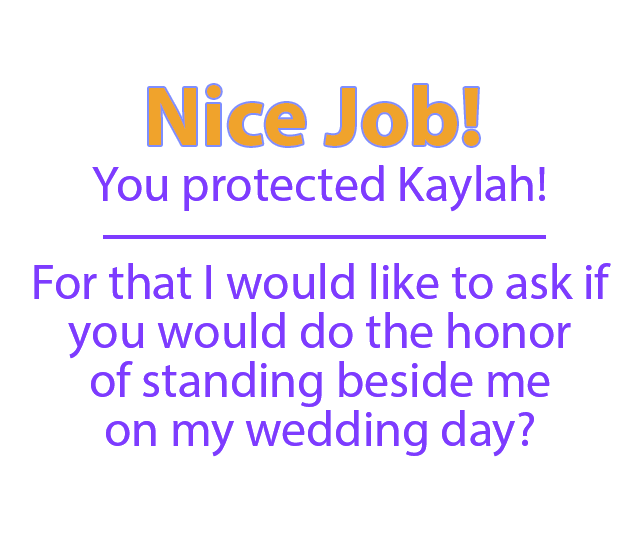 Nice Job!
You protected Kaylah!
For that I would like to ask if
you would do the honor
of standing beside me
on my wedding day?